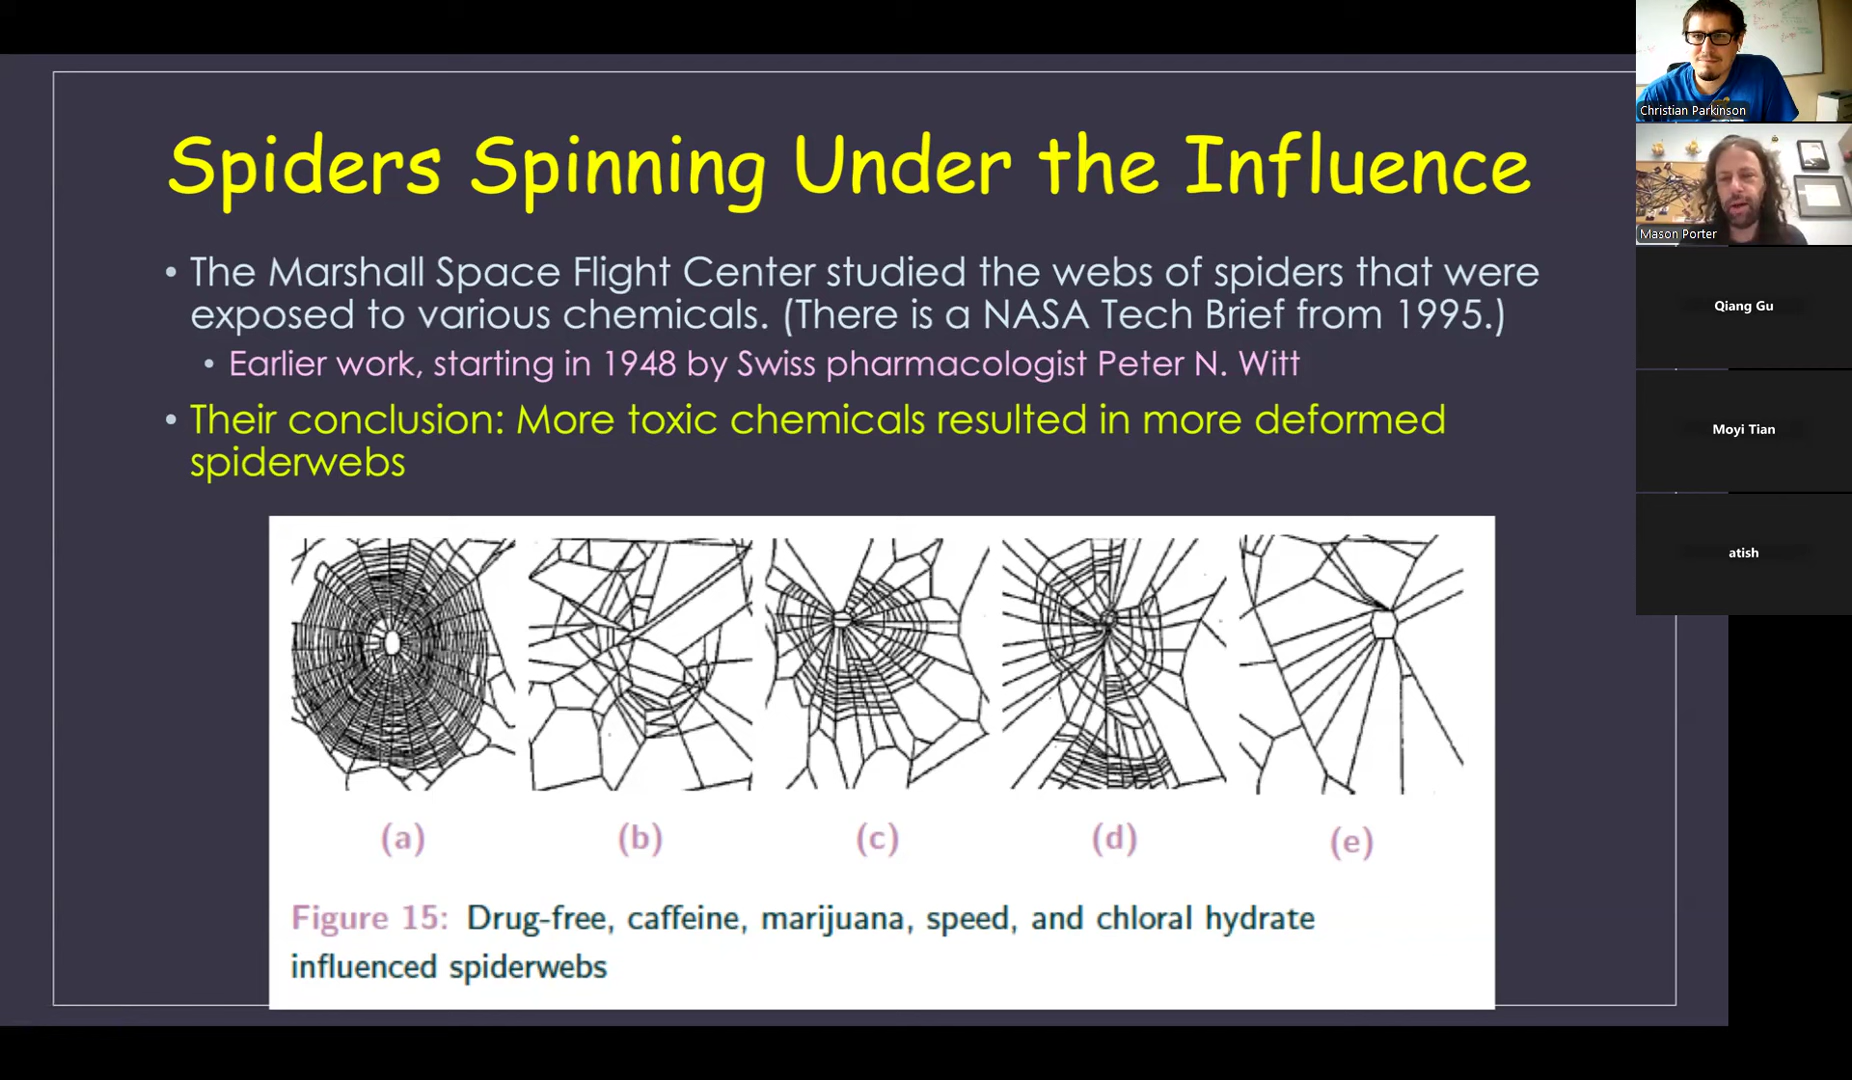 Spiders Spinning Under the Influence
• The Marshall Space Flight Center studied the webs of spiders that were
exposed to various chemicals. (There is a NASA Tech Brief from 1995.)
• Earlier work, starting in 1948 by Swiss pharmacologist Peter N. Witt
• Their conclusion: More toxic chemicals resulted in more deformed
spiderwebs
(a) (b) (c) (d) (e)
Figure 15: Drug-free, caffeine, marijuana, speed, and chloral hydrate
influenced spiderwebs
Christian Parkinson
Mason Porter
Qiang Gu
Moyi Tian
atish